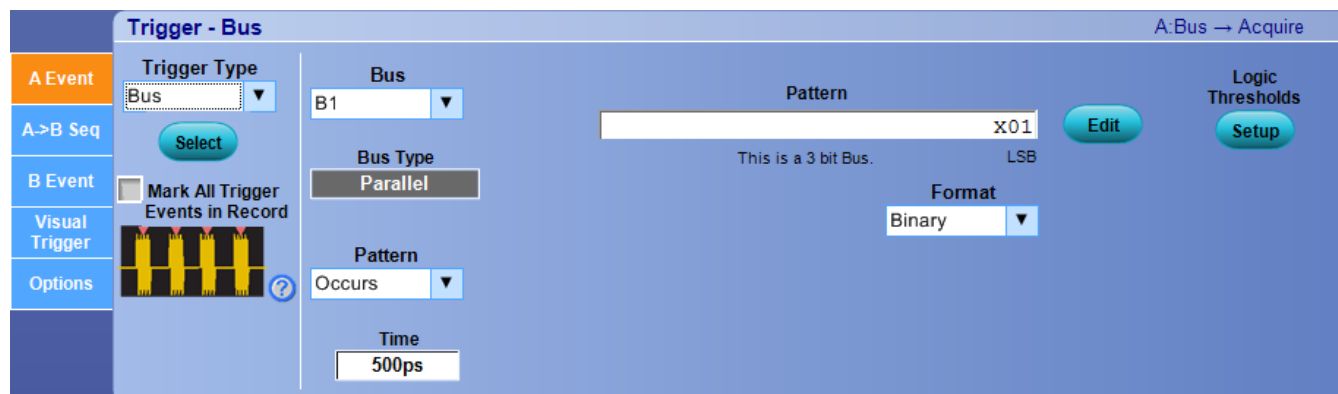 Trigger - Bus
A:Bus → Acquire
A Event
A->B Seq
B Event
Visual
Trigger
Options
Trigger Type
Bus
Select
Mark All Trigger
Events in Record
?
Bus
B1
Bus Type
Parallel
Pattern
Occurs
Time
500ps
Pattern
X01
This is a 3 bit Bus.
LSB
Edit
Format
Binary
Logic
Thresholds
Setup